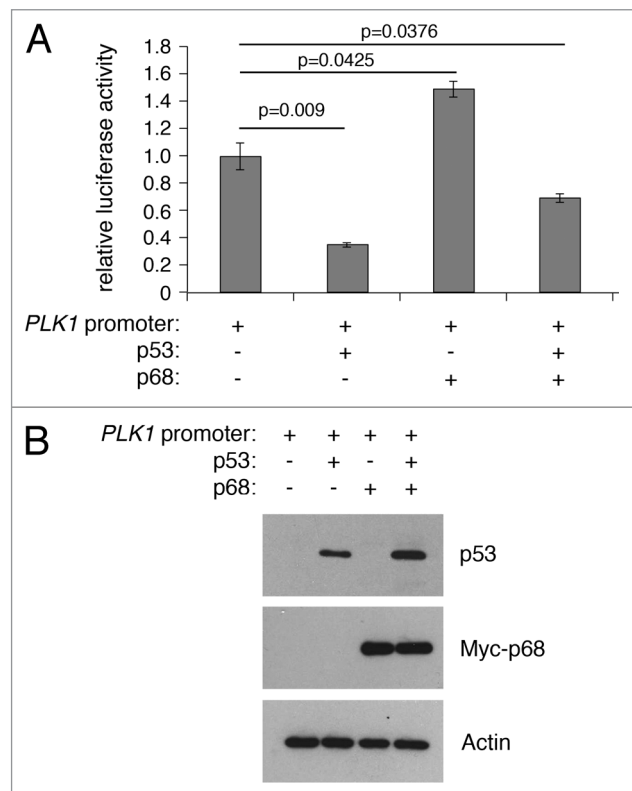 A
p=0.0376
p=0.0425
p=0.009
relative luciferase activity
1.8
1.6
1.4
1.2
1.0
0.8
0.6
0.4
0.2
0
PLK1 promoter: + + + +
p53: - + - +
p68: - - + +
B
PLK1 promoter: + + + +
p53: - + - +
p68: - - + +
p53
Myc-p68
Actin